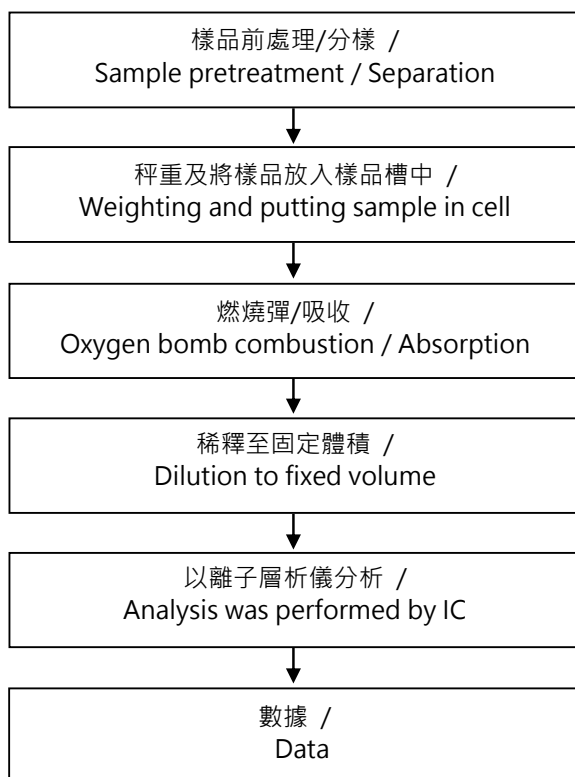 樣品前處理/分樣 /
Sample pretreatment / Separation
秤重及將樣品放入樣品槽中 /
Weighting and putting sample in cell
燃燒彈/吸收 /
Oxygen bomb combustion / Absorption
稀釋至固定體積 /
Dilution to fixed volume
以離子層析儀分析 /
Analysis was performed by IC
數據 /
Data